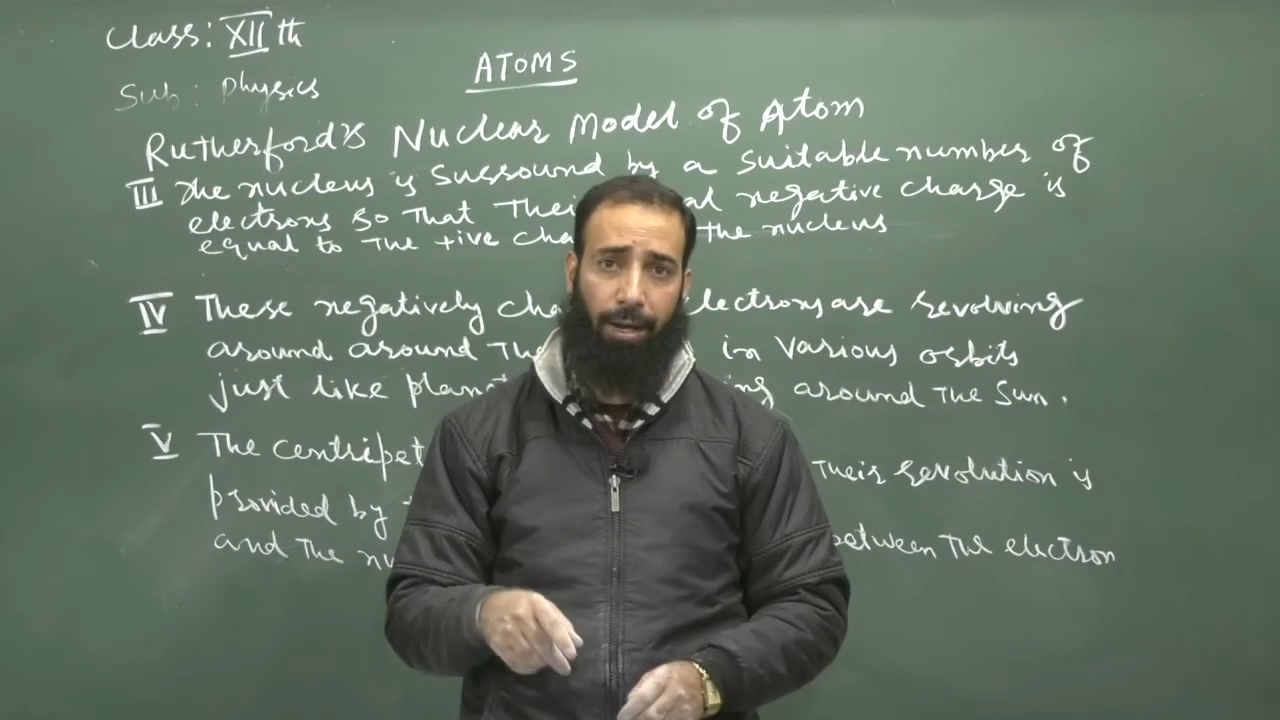 Class: XII th
Sub: Physics
ATOMS
Rutherford's Nuclear Model of Atom
III The nucleus is surround by a suitable number of
electrons so That Their negative charge is
equal to The +ive the nucleus
IV These negatively electrons are revolving
around around The in various orbits
just like around The Sun.
V The Their revolution is
provided by
and The between The electron